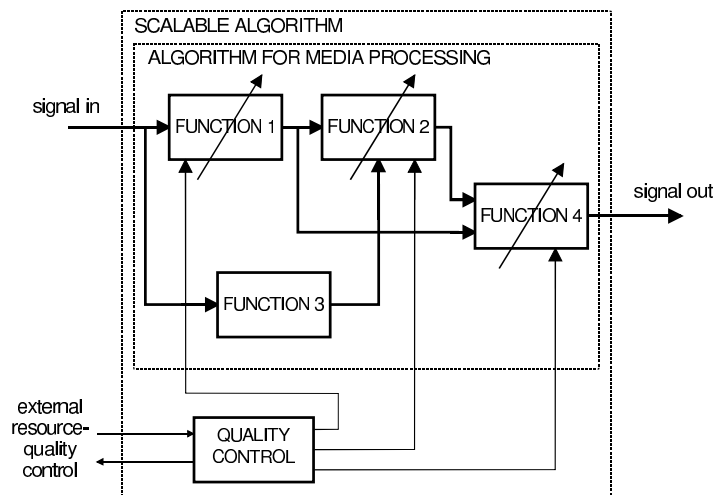 SCALABLE ALGORITHM
ALGORITHM FOR MEDIA PROCESSING
signal in
FUNCTION 1
FUNCTION 2
FUNCTION 4
signal out
FUNCTION 3
external
resource-
quality
control
QUALITY
CONTROL